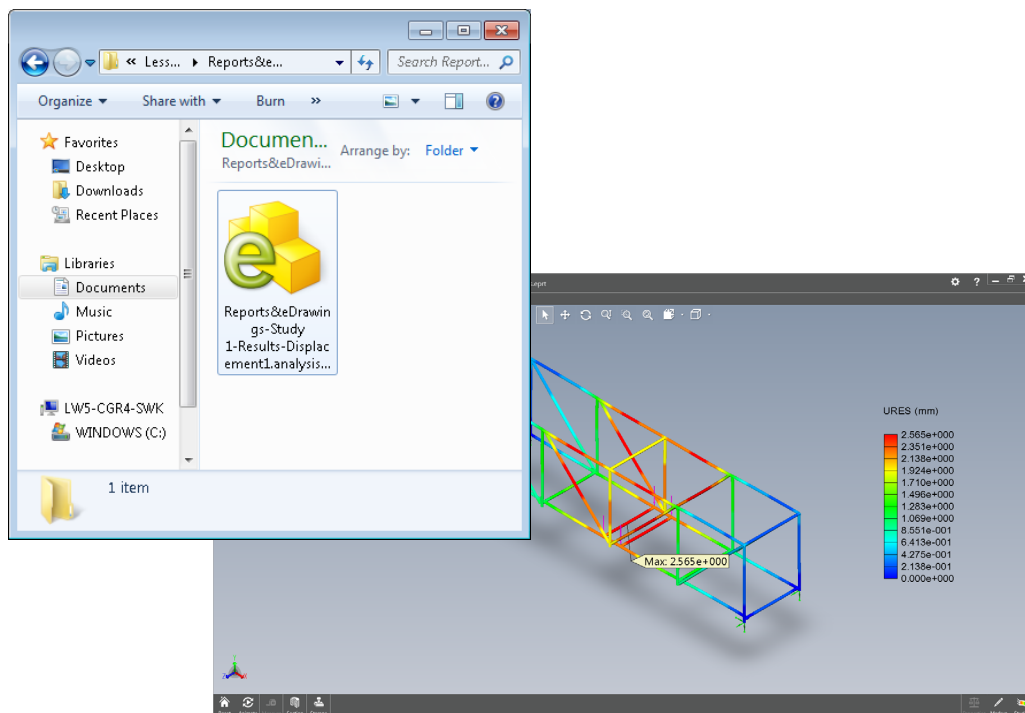 « Less... ▸ Reports&e...
Search Report...
Organize
Share with
Burn
»
Favorites
Desktop
Downloads
Recent Places
Libraries
Documents
Music
Pictures
Videos
LW5-CGR4-SWK
WINDOWS (C:)
Documen...
Reports&eDrawi...
Arrange by: Folder
Reports&eDrawin
gs-Study
1-Results-Displac
ement1.analysis...
1 item
URES (mm)
2.565e+000
2.351e+000
2.138e+000
1.924e+000
1.710e+000
1.496e+000
1.283e+000
1.069e+000
8.551e-001
6.413e-001
4.275e-001
2.138e-001
0.000e+000
Max: 2.565e+000